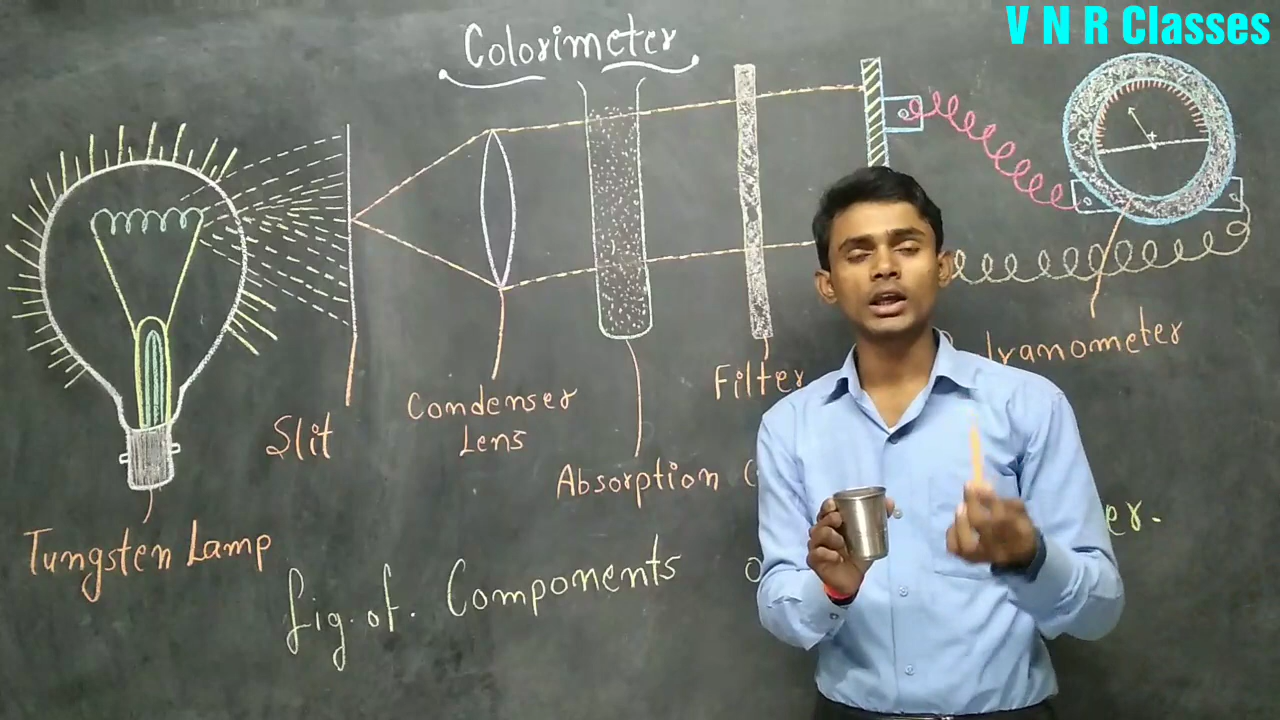 V N R Classes
Colorimeter
Filter
Condenser
Lens
Slit
Absorption
Tungsten Lamp
fig. of. Components